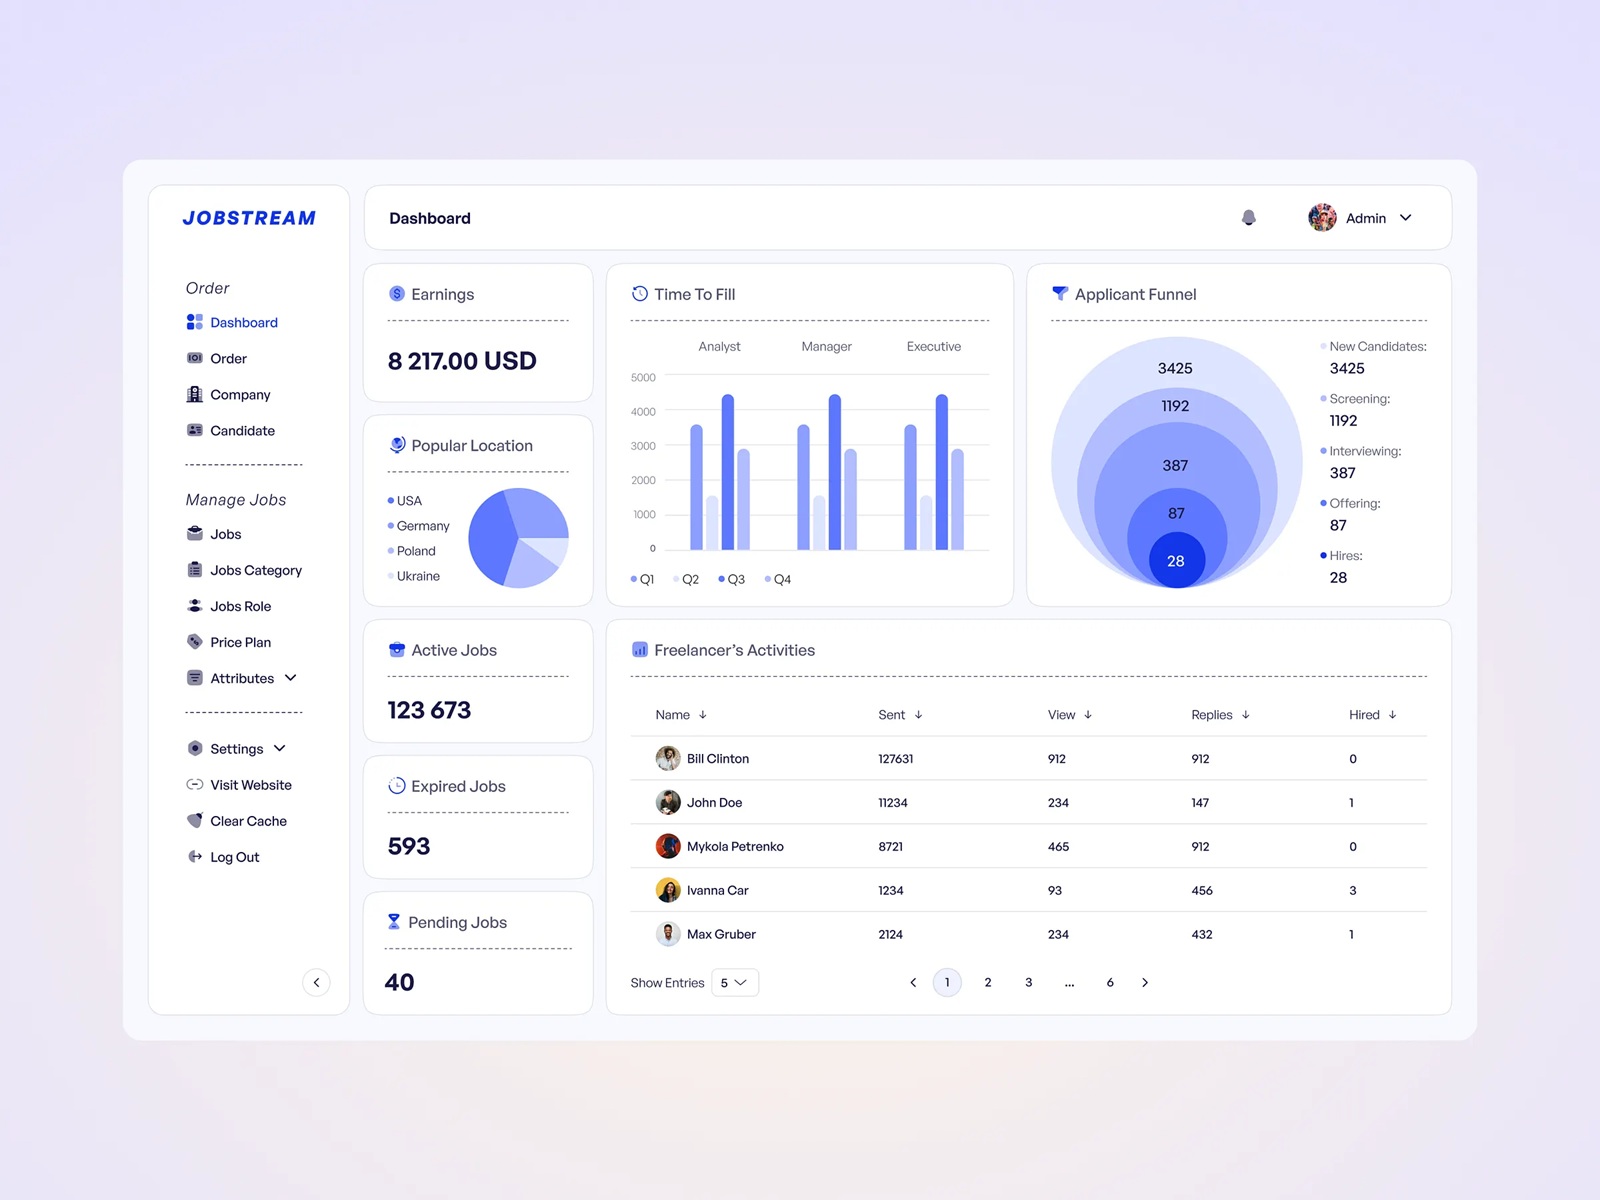 JOBSTREAM
Order
Dashboard
Order
Company
Candidate
Manage Jobs
Jobs
Jobs Category
Jobs Role
Price Plan
Attributes
Settings
Visit Website
Clear Cache
Log Out
Dashboard
Admin
Earnings
8 217.00 USD
Popular Location
USA
Germany
Poland
Ukraine
Active Jobs
123 673
Expired Jobs
593
Pending Jobs
40
Time To Fill
Analyst Manager Executive
5000
4000
3000
2000
1000
0
Q1 Q2 Q3 Q4
Applicant Funnel
3425
1192
387
87
28
New Candidates:
3425
Screening:
1192
Interviewing:
387
Offering:
87
Hires:
28
Freelancer’s Activities
Name Sent View Replies Hired
Bill Clinton 127631 912 912 0
John Doe 11234 234 147 1
Mykola Petrenko 8721 465 912 0
Ivanna Car 1234 93 456 3
Max Gruber 2124 234 432 1
Show Entries 5
1 2 3 ... 6